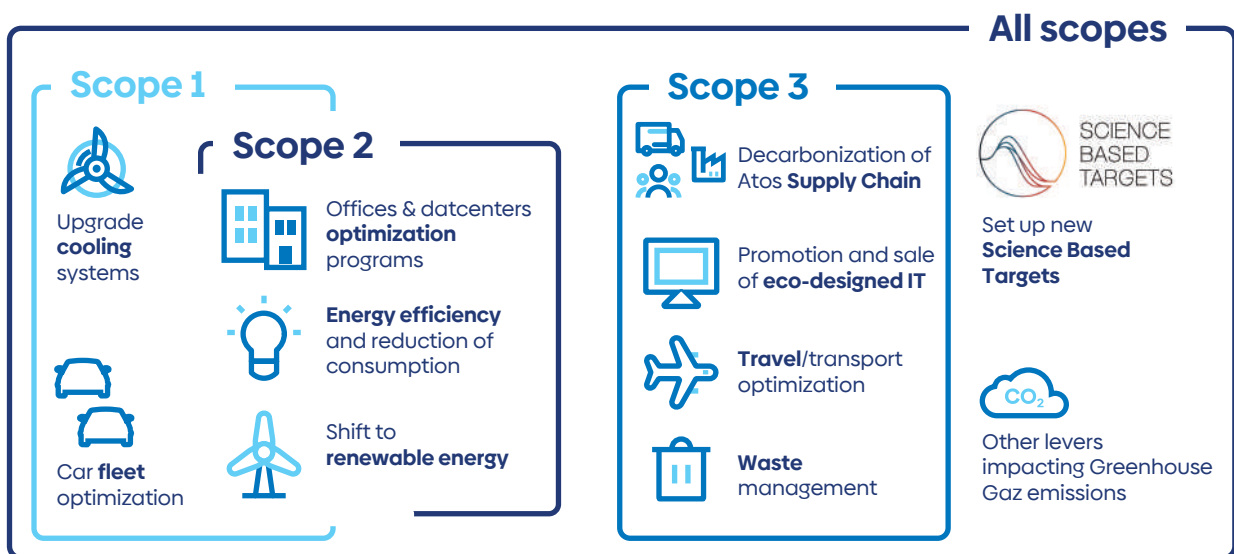 All scopes
Scope 1
Upgrade
cooling
systems
Car fleet
optimization
Scope 2
Offices & datcenters
optimization
programs
Energy efficiency
and reduction of
consumption
Shift to
renewable energy
Scope 3
Decarbonization of
Atos Supply Chain
Promotion and sale
of eco-designed IT
Travel/transport
optimization
Waste
management
SCIENCE
BASED
TARGETS
Set up new
Science Based
Targets
CO₂
Other levers
impacting Greenhouse
Gaz emissions